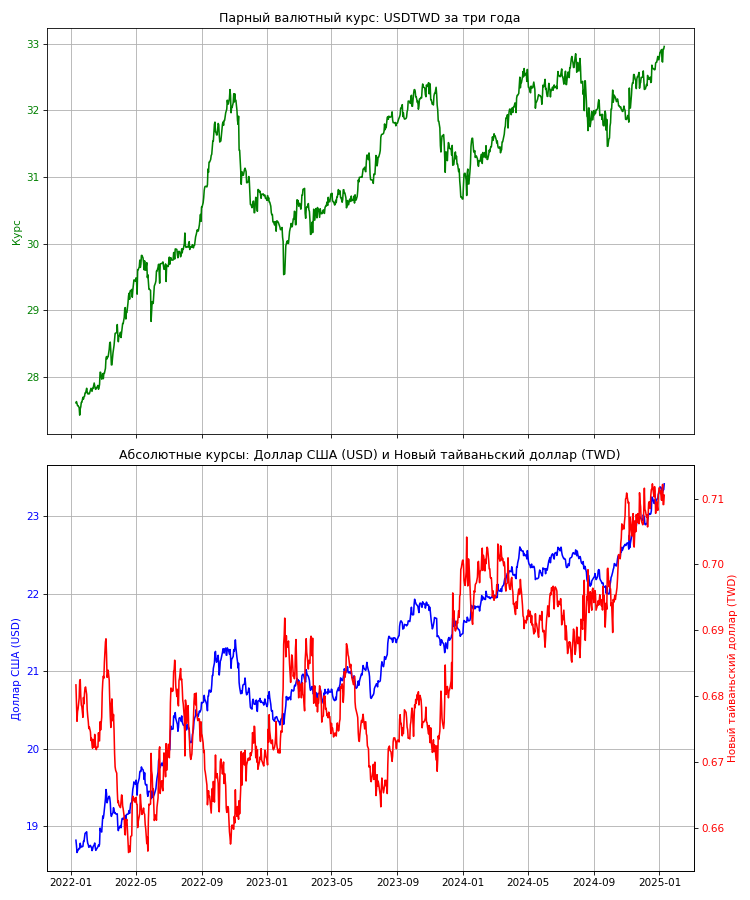 Парный валютный курс: USDTWD за три года
33
32
31
30
29
28
Курс
Абсолютные курсы: Доллар США (USD) и Новый тайваньский доллар (TWD)
23
22
21
20
19
Доллар США (USD)
0.71
0.70
0.69
0.68
0.67
0.66
Новый тайваньский доллар (TWD)
2022-01 2022-05 2022-09 2023-01 2023-05 2023-09 2024-01 2024-05 2024-09 2025-01